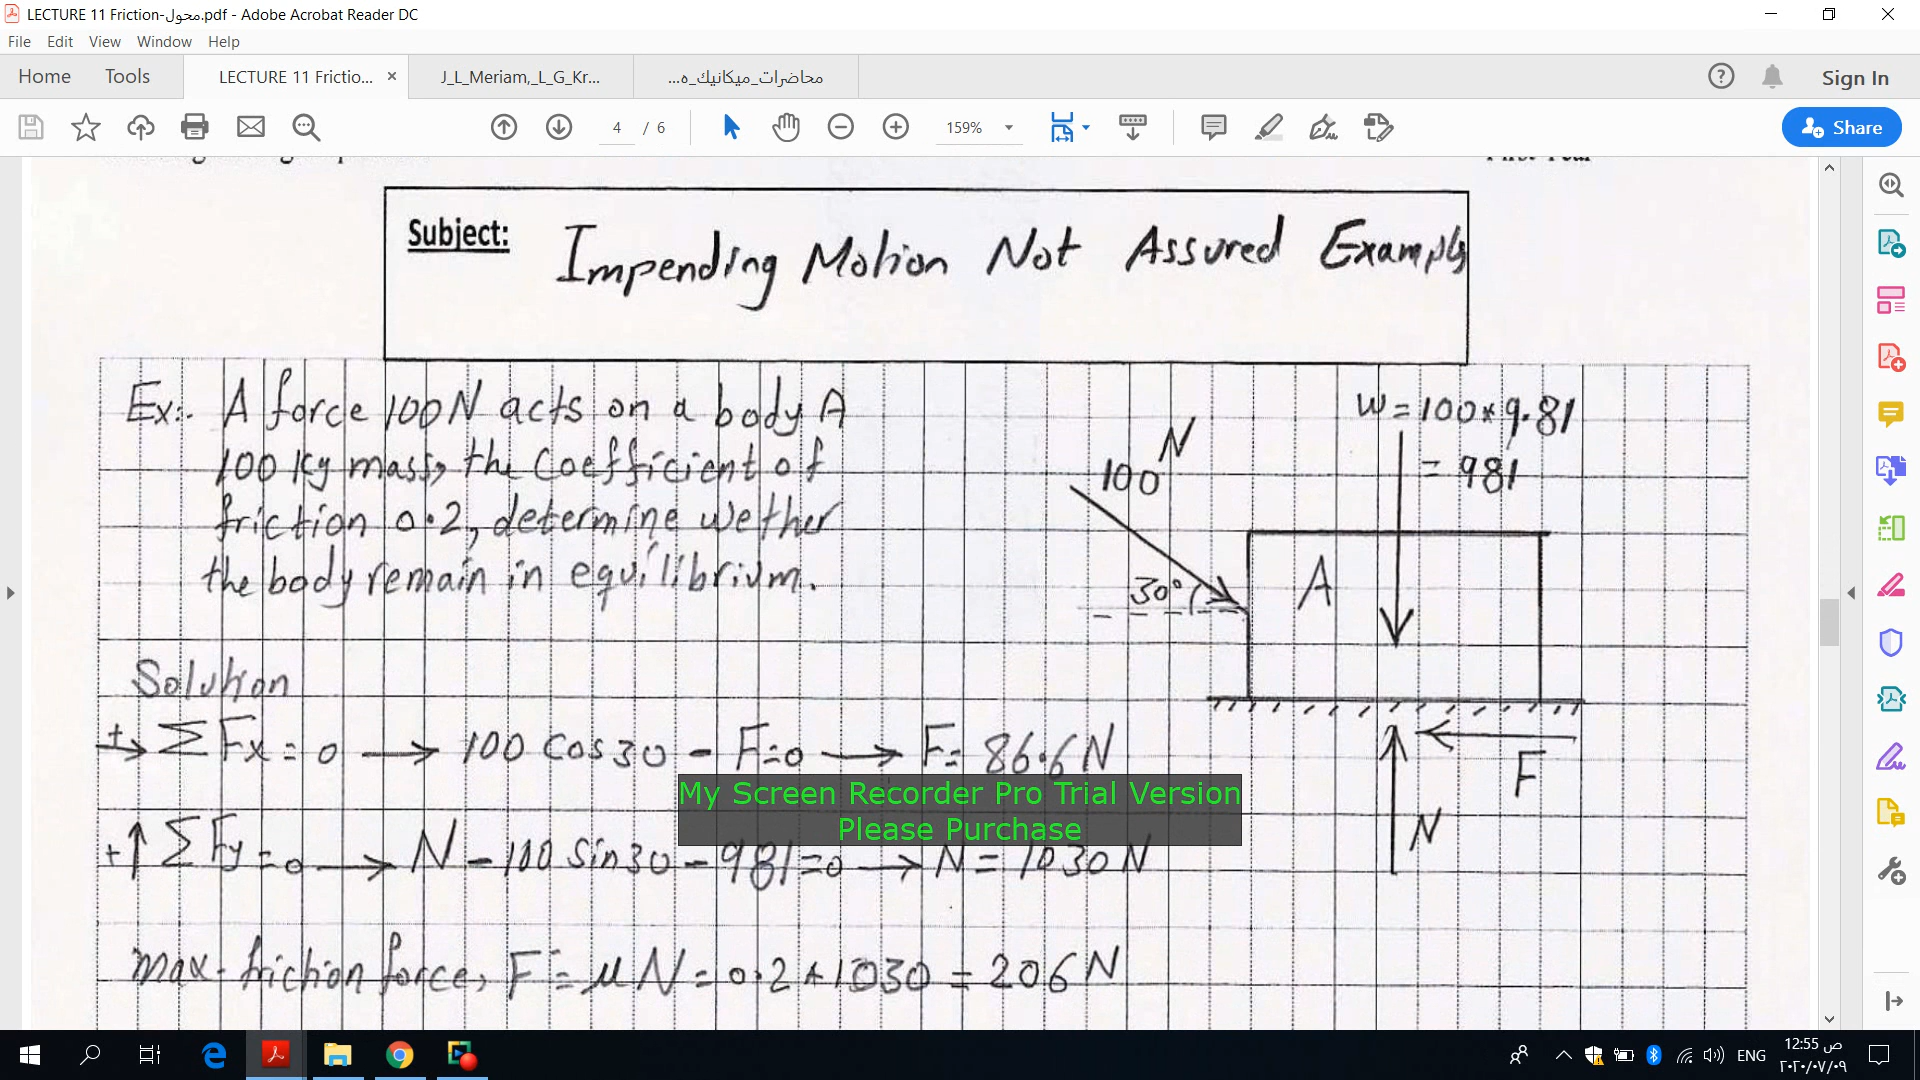 LECTURE 11 Friction-محول.pdf - Adobe Acrobat Reader DC
File Edit View Window Help
Home Tools LECTURE 11 Frictio... × J_L_Meriam,_L_G_Kr... محاضرات_ميكانيك_ه...
Sign In
4 / 6 159% Share
Subject: Impending Motion Not Assured Example
Ex:. A force 100N acts on a body A
100 Kg mass, the coefficient of
friction 0.2, determine wether
the body remain in equilibrium.
W = 100*9.81
= 981
100 N
30°
A
F
N
Solution
+→ ΣFx = 0 → 100 cos 30 - F = 0 → F = 86.6 N
My Screen Recorder Pro Trial Version
Please Purchase
+↑ ΣFy = 0 → N - 100 sin 30 - 981 = 0 → N = 1030 N
max-friction force, F = μN = 0.2 * 1030 = 206 N
ENG
12:55 ص
٢٠٢٠/٠٧/٠٩